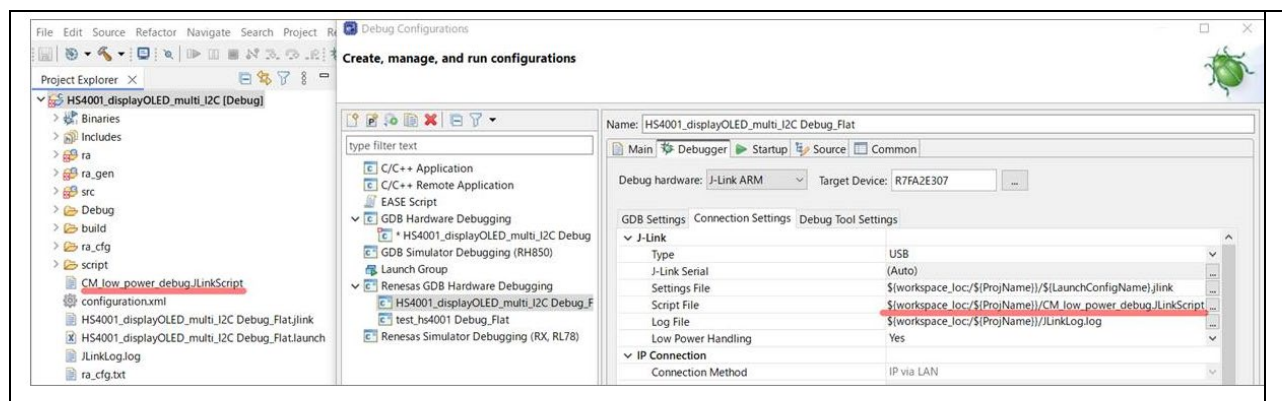 File Edit Source Refactor Navigate Search Project
Project Explorer
HS4001_displayOLED_multi_I2C [Debug]
Binaries
Includes
ra
ra_gen
src
Debug
build
ra_cfg
script
CM_low_power_debug.JLinkScript
configuration.xml
HS4001_displayOLED_multi_I2C Debug_Flat.jlink
HS4001_displayOLED_multi_I2C Debug_Flat.launch
JLinkLog.log
ra_cfg.txt
Debug Configurations
Create, manage, and run configurations
type filter text
C/C++ Application
C/C++ Remote Application
EASE Script
GDB Hardware Debugging
* HS4001_displayOLED_multi_I2C Debug
GDB Simulator Debugging (RH850)
Launch Group
Renesas GDB Hardware Debugging
HS4001_displayOLED_multi_I2C Debug_F
test_hs4001 Debug_Flat
Renesas Simulator Debugging (RX, RL78)
Name: HS4001_displayOLED_multi_I2C Debug_Flat
Main Debugger Startup Source Common
Debug hardware: J-Link ARM Target Device: R7FA2E307 ...
GDB Settings Connection Settings Debug Tool Settings
J-Link
Type USB
J-Link Serial (Auto) ...
Settings File ${workspace_loc:/${ProjName}}/${LaunchConfigName}.jlink ...
Script File ${workspace_loc:/${ProjName}}/CM_low_power_debug.JLinkScript ...
Log File ${workspace_loc:/${ProjName}}/JLinkLog.log ...
Low Power Handling Yes
IP Connection
Connection Method IP via LAN